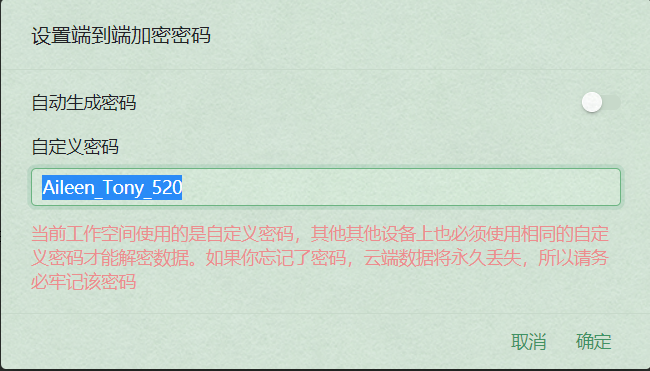 设置端到端加密密码
自动生成密码
自定义密码
Aileen_Tony_520
当前工作空间使用的是自定义密码，其他其他设备上也必须使用相同的自定
义密码才能解密数据。如果你忘记了密码，云端数据将永久丢失，所以请务
必牢记该密码
取消 确定